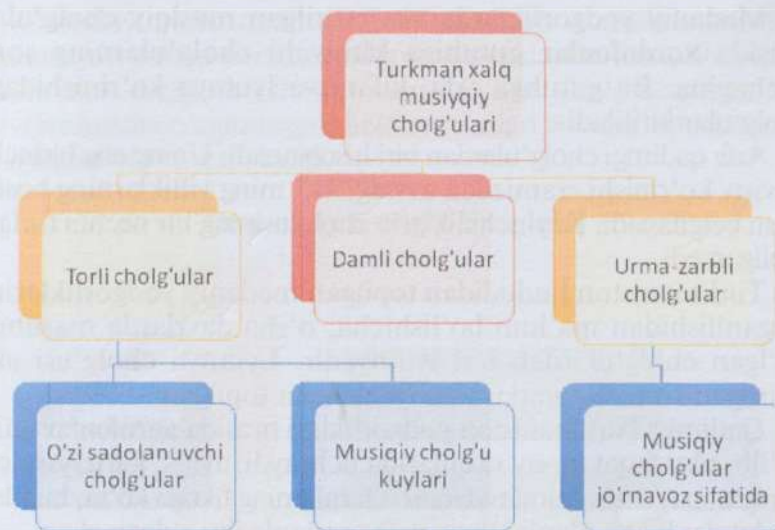 Turkman xalq
musiyqiy
cholg'ulari
Torli cholg'ular
Damli cholg'ular
Urma-zarbli
cholg'ular
O'zi sadolanuvchi
cholg'ular
Musiqiy cholg'u
kuylari
Musiqiy
cholg'ular
jo'rnavoz sifatida